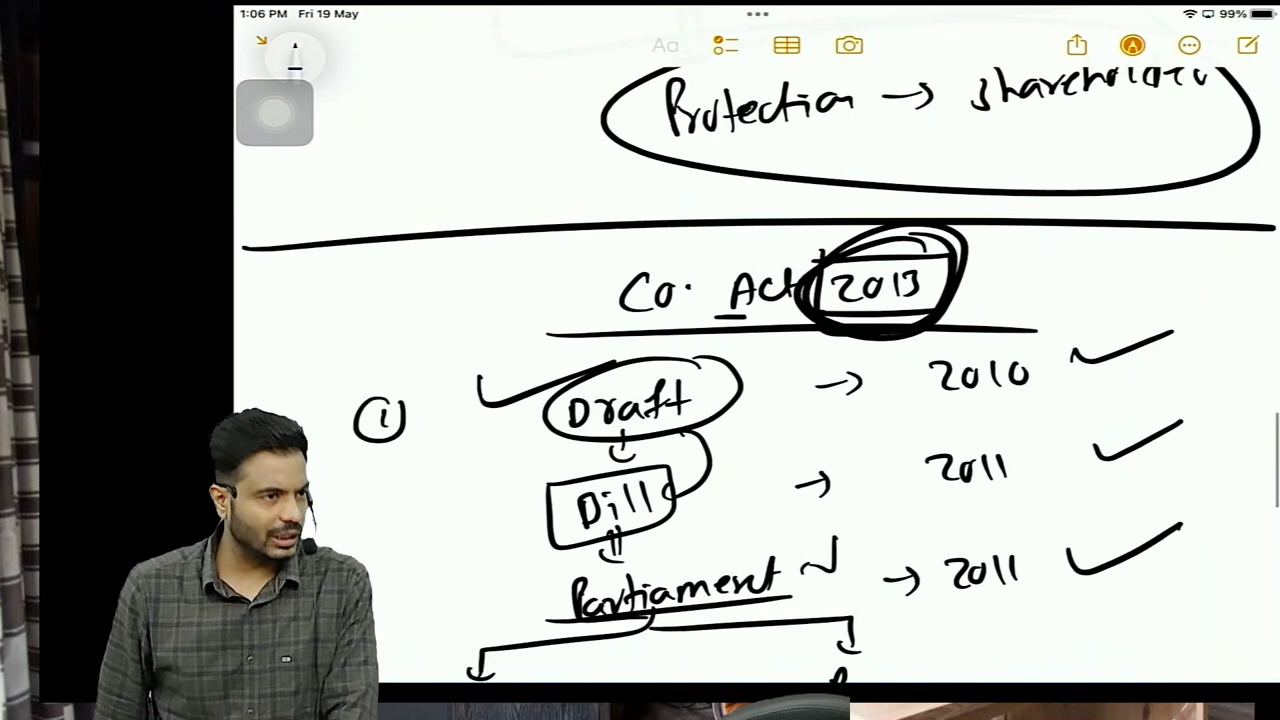 1:06 PM Fri 19 May
99%
Aa
Protection → shareholder
Co. Act 2013
① Draft → 2010
Bill → 2011
Parliament → 2011